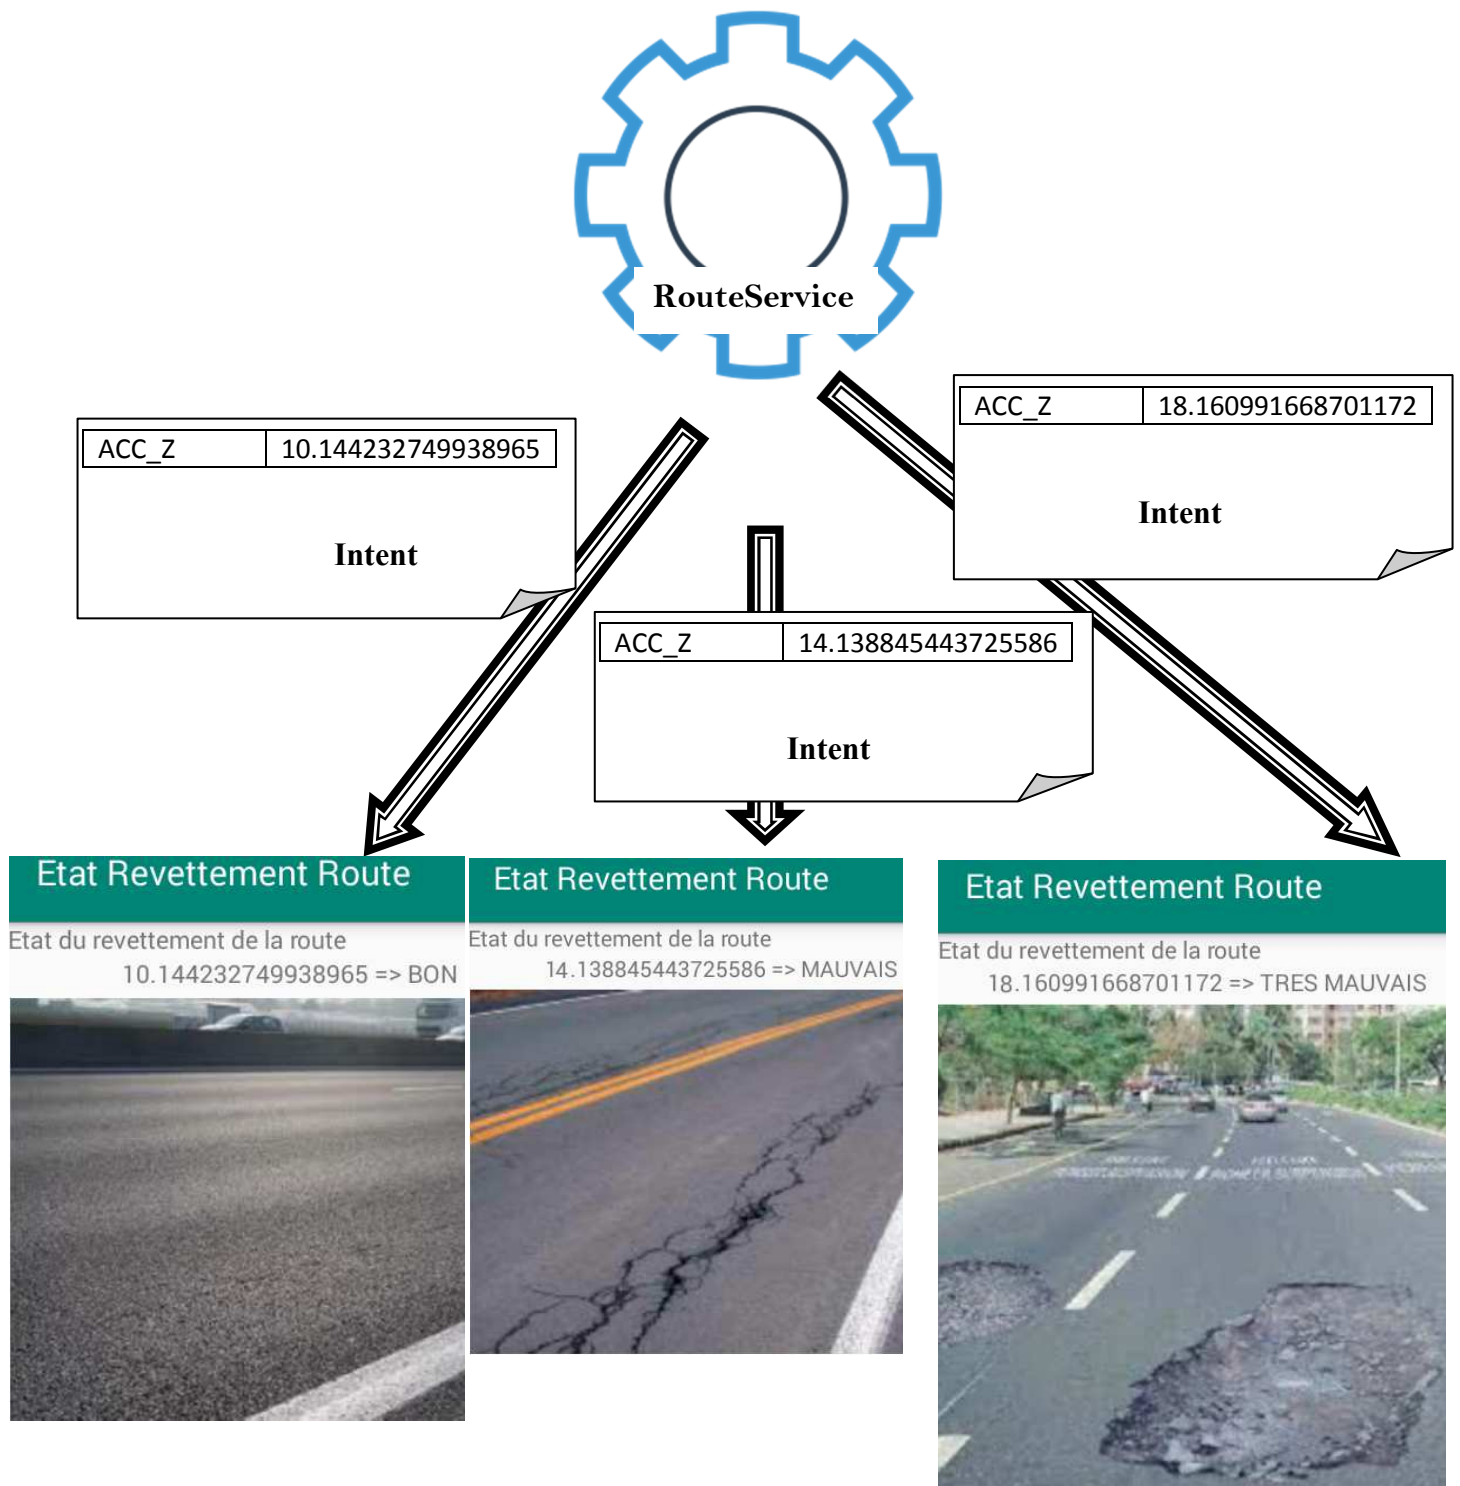 RouteService
ACC_Z 18.160991668701172
Intent
ACC_Z 10.144232749938965
Intent
ACC_Z 14.138845443725586
Intent
Etat Revettement Route
Etat du revettement de la route
10.144232749938965 => BON
Etat Revettement Route
Etat du revettement de la route
14.138845443725586 => MAUVAIS
Etat Revettement Route
Etat du revettement de la route
18.160991668701172 => TRES MAUVAIS